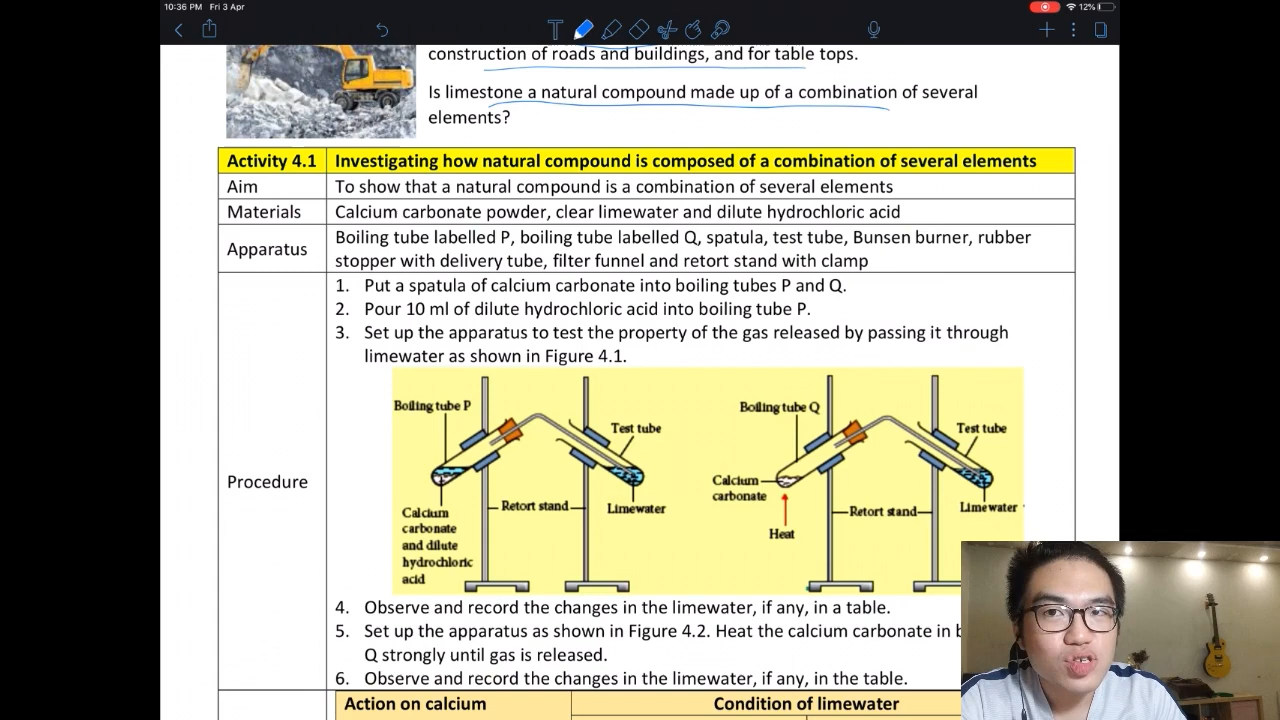 10:36 PM Fri 3 Apr
12%
construction of roads and buildings, and for table tops.
Is limestone a natural compound made up of a combination of several
elements?
Activity 4.1 Investigating how natural compound is composed of a combination of several elements
Aim To show that a natural compound is a combination of several elements
Materials Calcium carbonate powder, clear limewater and dilute hydrochloric acid
Apparatus
Boiling tube labelled P, boiling tube labelled Q, spatula, test tube, Bunsen burner, rubber
stopper with delivery tube, filter funnel and retort stand with clamp
Procedure
1. Put a spatula of calcium carbonate into boiling tubes P and Q.
2. Pour 10 ml of dilute hydrochloric acid into boiling tube P.
3. Set up the apparatus to test the property of the gas released by passing it through
limewater as shown in Figure 4.1.
Boiling tube P
Test tube
Calcium
carbonate
and dilute
hydrochloric
acid
Retort stand
Limewater
Boiling tube Q
Test tube
Calcium
carbonate
Heat
Retort stand
Limewater
4. Observe and record the changes in the limewater, if any, in a table.
5. Set up the apparatus as shown in Figure 4.2. Heat the calcium carbonate in
Q strongly until gas is released.
6. Observe and record the changes in the limewater, if any, in the table.
Action on calcium Condition of limewater